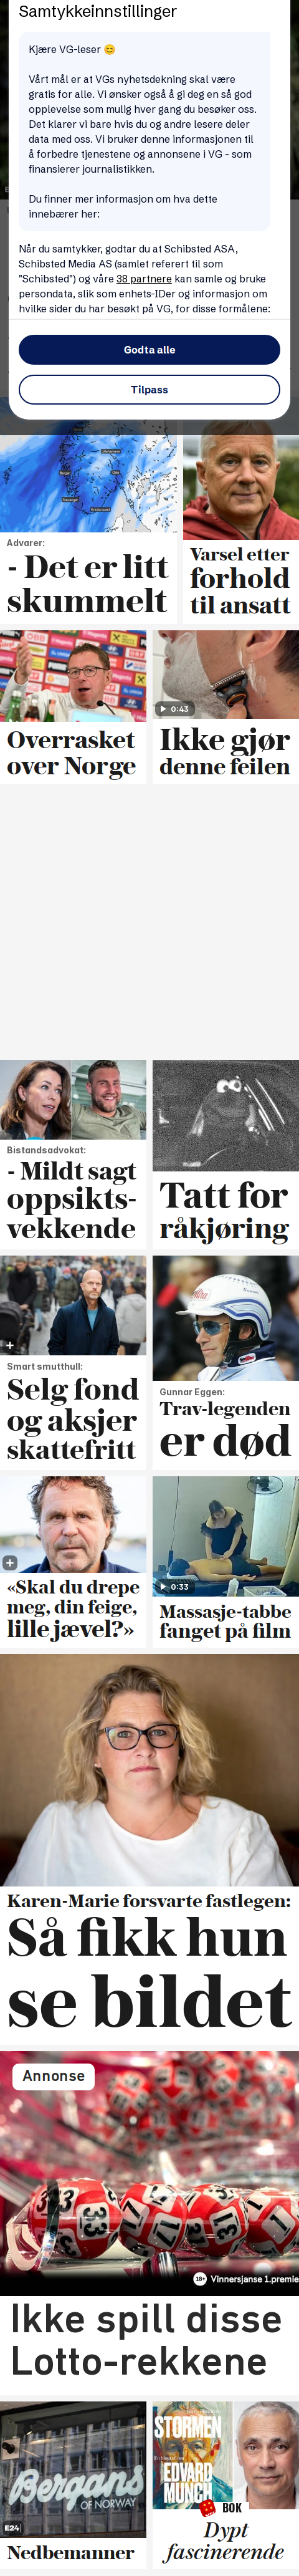 Samtykkeinnstillinger
Kjære VG-leser 😊
Vårt mål er at VGs nyhetsdekning skal være
gratis for alle. Vi ønsker også å gi deg en så god
opplevelse som mulig hver gang du besøker oss.
Det klarer vi bare hvis du og andre lesere deler
data med oss. Vi bruker denne informasjonen til
å forbedre tjenestene og annonsene i VG - som
finansierer journalistikken.
Du finner mer informasjon om hva dette
innebærer her:
Når du samtykker, godtar du at Schibsted ASA,
Schibsted Media AS (samlet referert til som
"Schibsted") og våre 38 partnere kan samle og bruke
persondata, slik som enhets-IDer og informasjon om
hvilke sider du har besøkt på VG, for disse formålene:
Godta alle
Tilpass
Advarer:
- Det er litt
skummelt
Varsel etter
forhold
til ansatt
Overrasket
over Norge
0:43
Ikke gjør
denne feilen
Bistandsadvokat:
- Mildt sagt
oppsikts-
vekkende
Tatt for
råkjøring
Smart smutthull:
Selg fond
og aksjer
skattefritt
Gunnar Eggen:
Trav-legenden
er død
«Skal du drepe
meg, din feige,
lille jævel?»
0:33
Massasje-tabbe
fanget på film
Karen-Marie forsvarte fastlegen:
Så fikk hun
se bildet
Annonse
33
37
1
18+ Vinnersjanse 1.premie
Ikke spill disse
Lotto-rekkene
Bergans
OF NORWAY
E24
Nedbemanner
STORMEN
EDVARD
MUNCH
BOK
Dypt
fascinerende